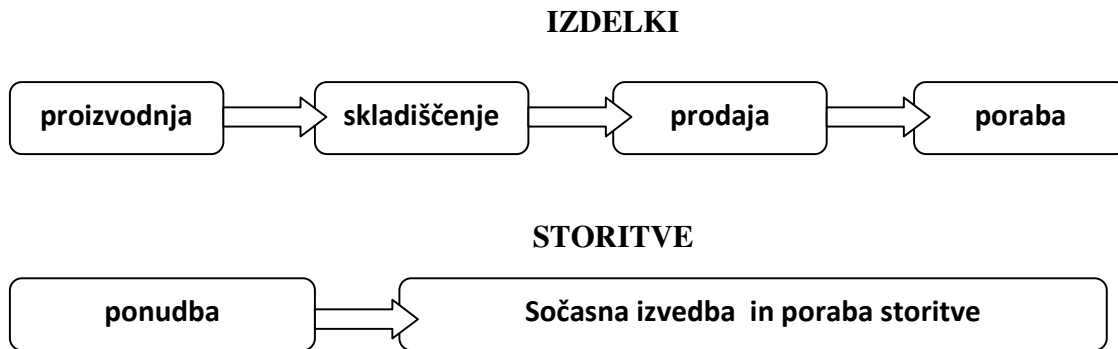 IZDELKI
proizvodnja skladiščenje prodaja poraba
STORITVE
ponudba Sočasna izvedba in poraba storitve